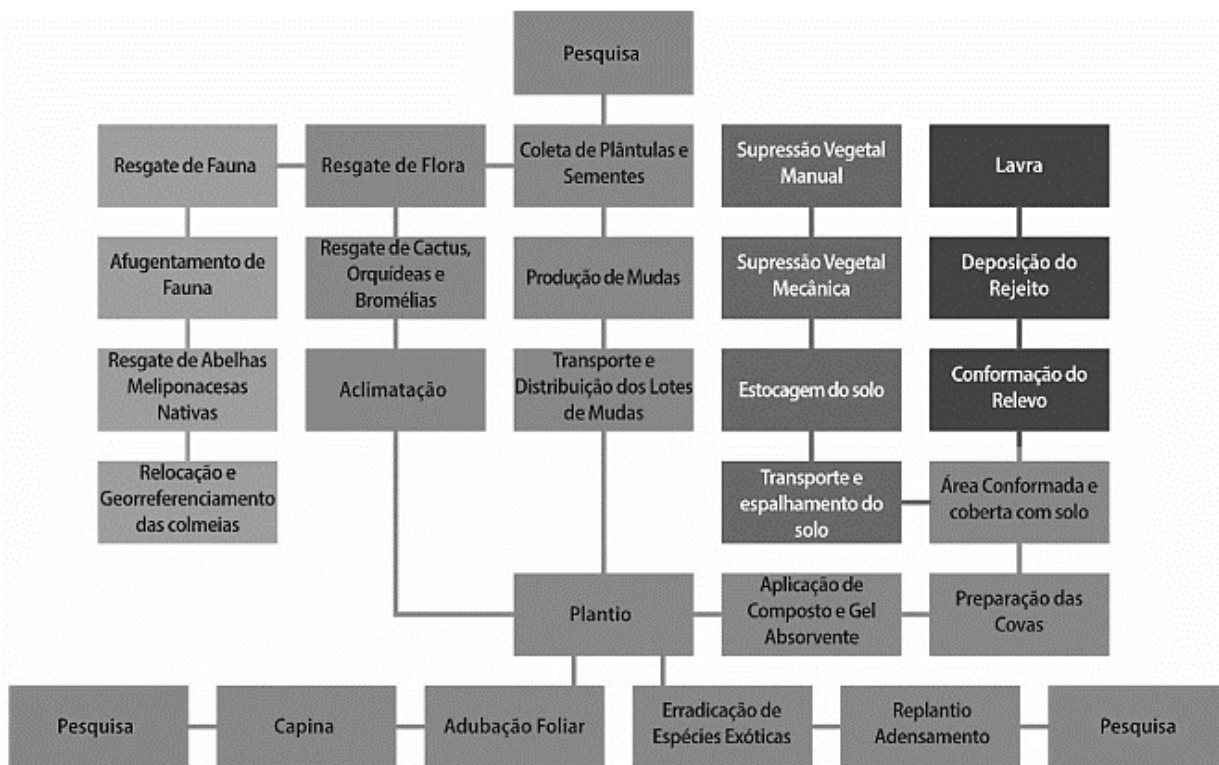 Pesquisa
Resgate de Fauna
Resgate de Flora
Coleta de Plântulas e
Sementes
Supressão Vegetal
Manual
Lavra
Afugentamento de
Fauna
Resgate de Cactus,
Orquídeas e
Bromélias
Produção de Mudas
Supressão Vegetal
Mecânica
Deposição do
Rejeito
Resgate de Abelhas
Meliponacesas
Nativas
Aclimatação
Transporte e
Distribuição dos Lotes
de Mudas
Estocagem do solo
Conformação do
Relevo
Relocação e
Georreferenciamento
das colmeias
Transporte e
espalhamento do
solo
Área Conformada e
coberta com solo
Plantio
Aplicação de
Composto e Gel
Absorvente
Preparação das
Covas
Pesquisa
Capina
Adubação Foliar
Erradicação de
Espécies Exóticas
Replantio
Adensamento
Pesquisa